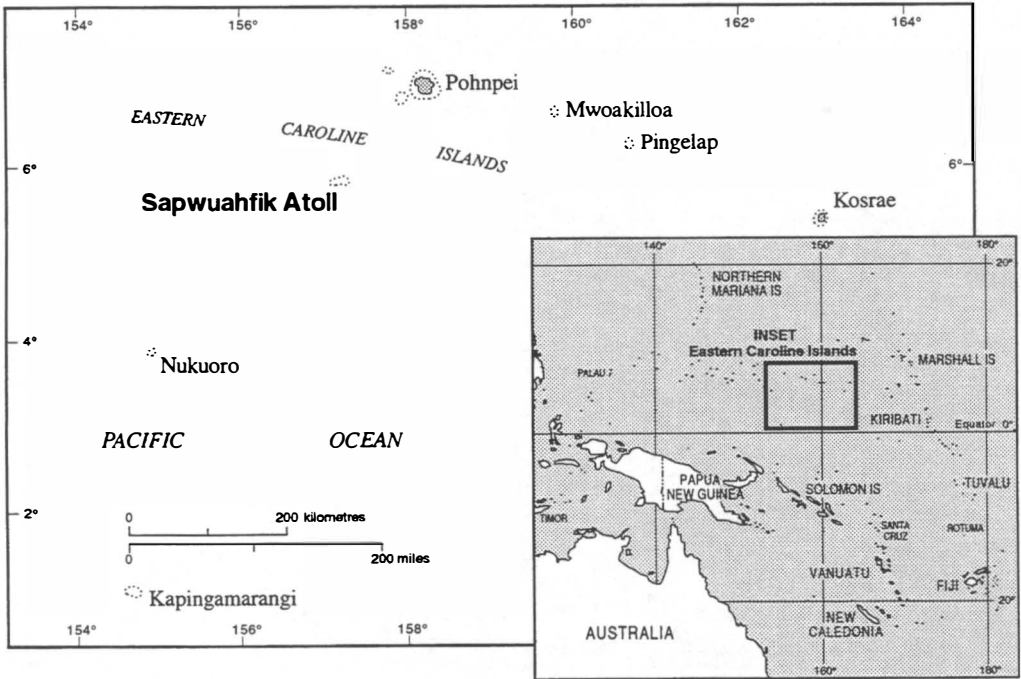 154°
156°
158°
160°
162°
164°
Pohnpei
EASTERN
CAROLINE
ISLANDS
Mwoakilloa
Pingelap
6°
6°
Sapwuahfik Atoll
Kosrae
4°
Nukuoro
PACIFIC
OCEAN
2°
0
200 kilometres
0
200 miles
Kapingamarangi
154°
156°
158°
140°
160°
180°
20°
NORTHERN
MARIANA IS
INSET
Eastern Caroline Islands
PALAU
MARSHALL IS
KIRIBATI
Equator 0°
PAPUA
NEW GUINEA
SOLOMON IS
TUVALU
TIMOR
SANTA
CRUZ
ROTUMA
VANUATU
FIJI
20°
NEW
CALEDONIA
AUSTRALIA
160°
180°